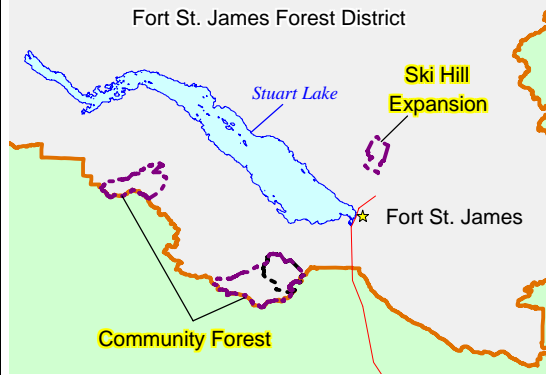 Fort St. James Forest District
Ski Hill
Expansion
Stuart Lake
Fort St. James
Community Forest